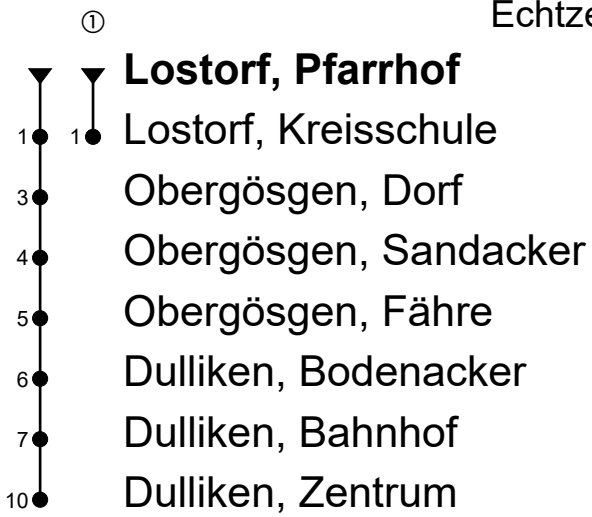 ① Echtze
Lostorf, Pfarrhof
1 1 Lostorf, Kreisschule
3 Obergösgen, Dorf
4 Obergösgen, Sandacker
5 Obergösgen, Fähre
6 Dulliken, Bodenacker
7 Dulliken, Bahnhof
10 Dulliken, Zentrum